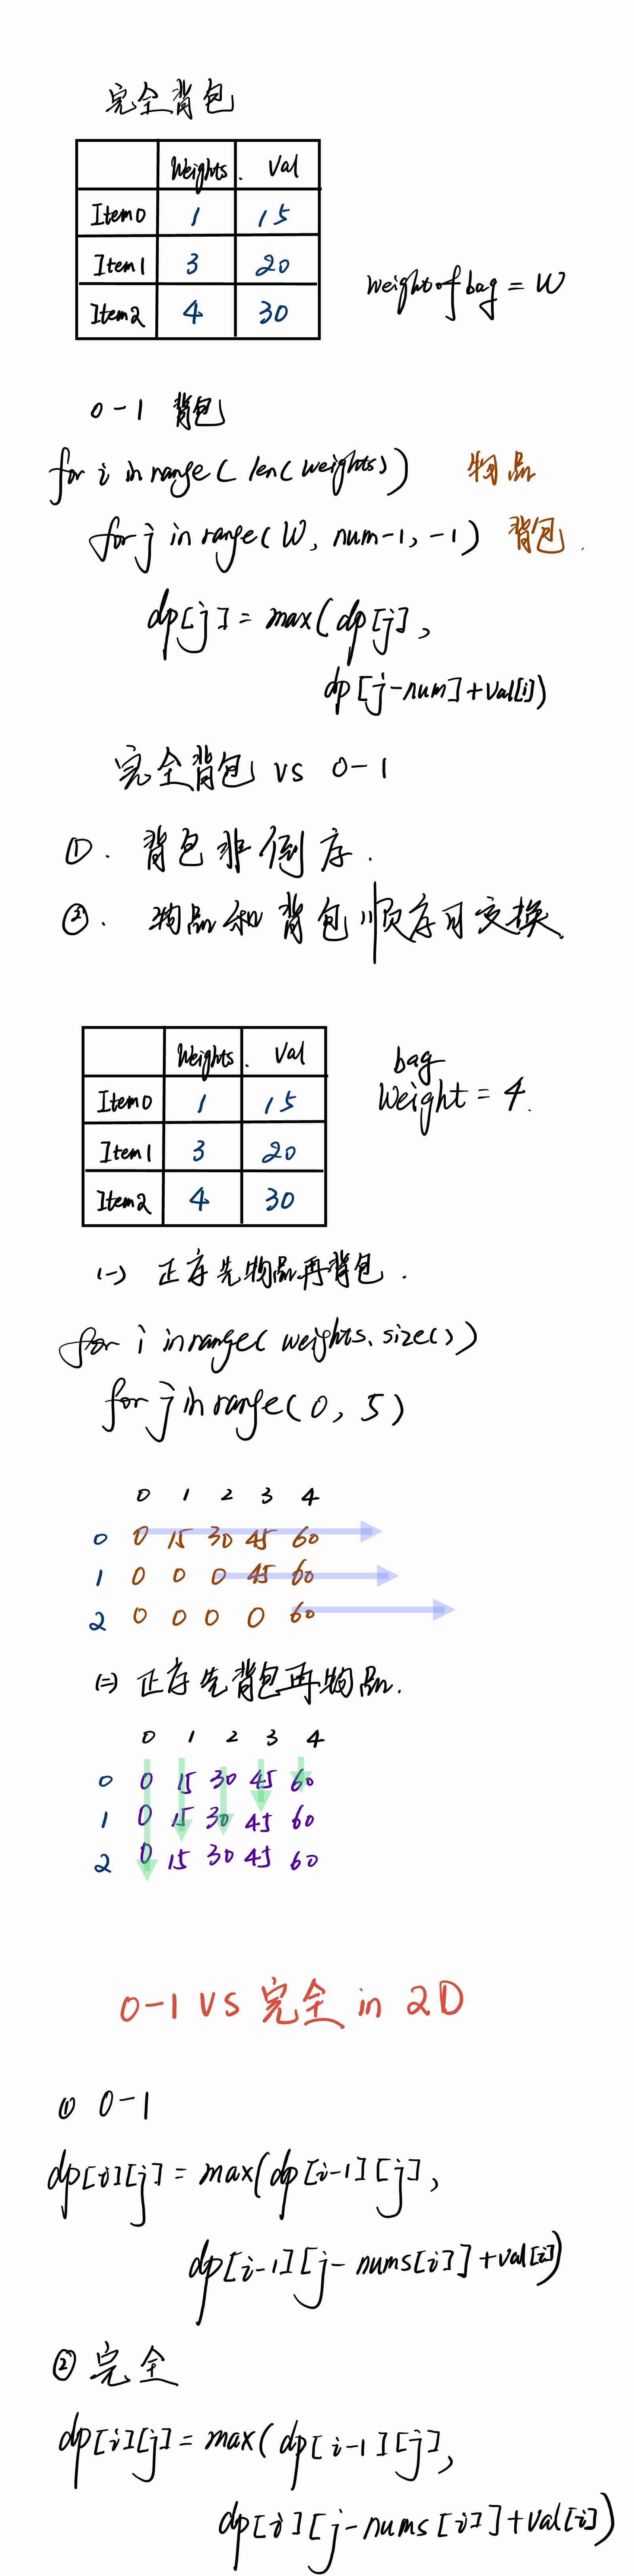 完全背包
Weights. Val
Item0 1 15
Item1 3 20
Item2 4 30
weight of bag = W
0-1 背包
for i in range( len( weights)) 物品
for j in range( W, num-1, -1) 背包.
dp[j] = max( dp[j],
dp[j-num]+val[i])
完全背包 vs 0-1
①. 背包非倒序.
②. 物品和背包顺序可交换.
Weights. Val
Item0 1 15
Item1 3 20
Item2 4 30
bag
Weight = 4.
(一) 正序先物品再背包.
for i in range( weights.size())
for j in range( 0, 5)
0 1 2 3 4
0 0 15 30 45 60
1 0 0 0 45 60
2 0 0 0 0 60
(二) 正序先背包再物品.
0 1 2 3 4
0 0 15 30 45 60
1 0 15 30 45 60
2 0 15 30 45 60
0-1 vs 完全 in 2D
① 0-1
dp[i][j] = max(dp[i-1][j],
dp[i-1][j- nums[i]]+val[i])
② 完全
dp[i][j] = max( dp[i-1][j],
dp[i][j-nums[i]]+val[i])